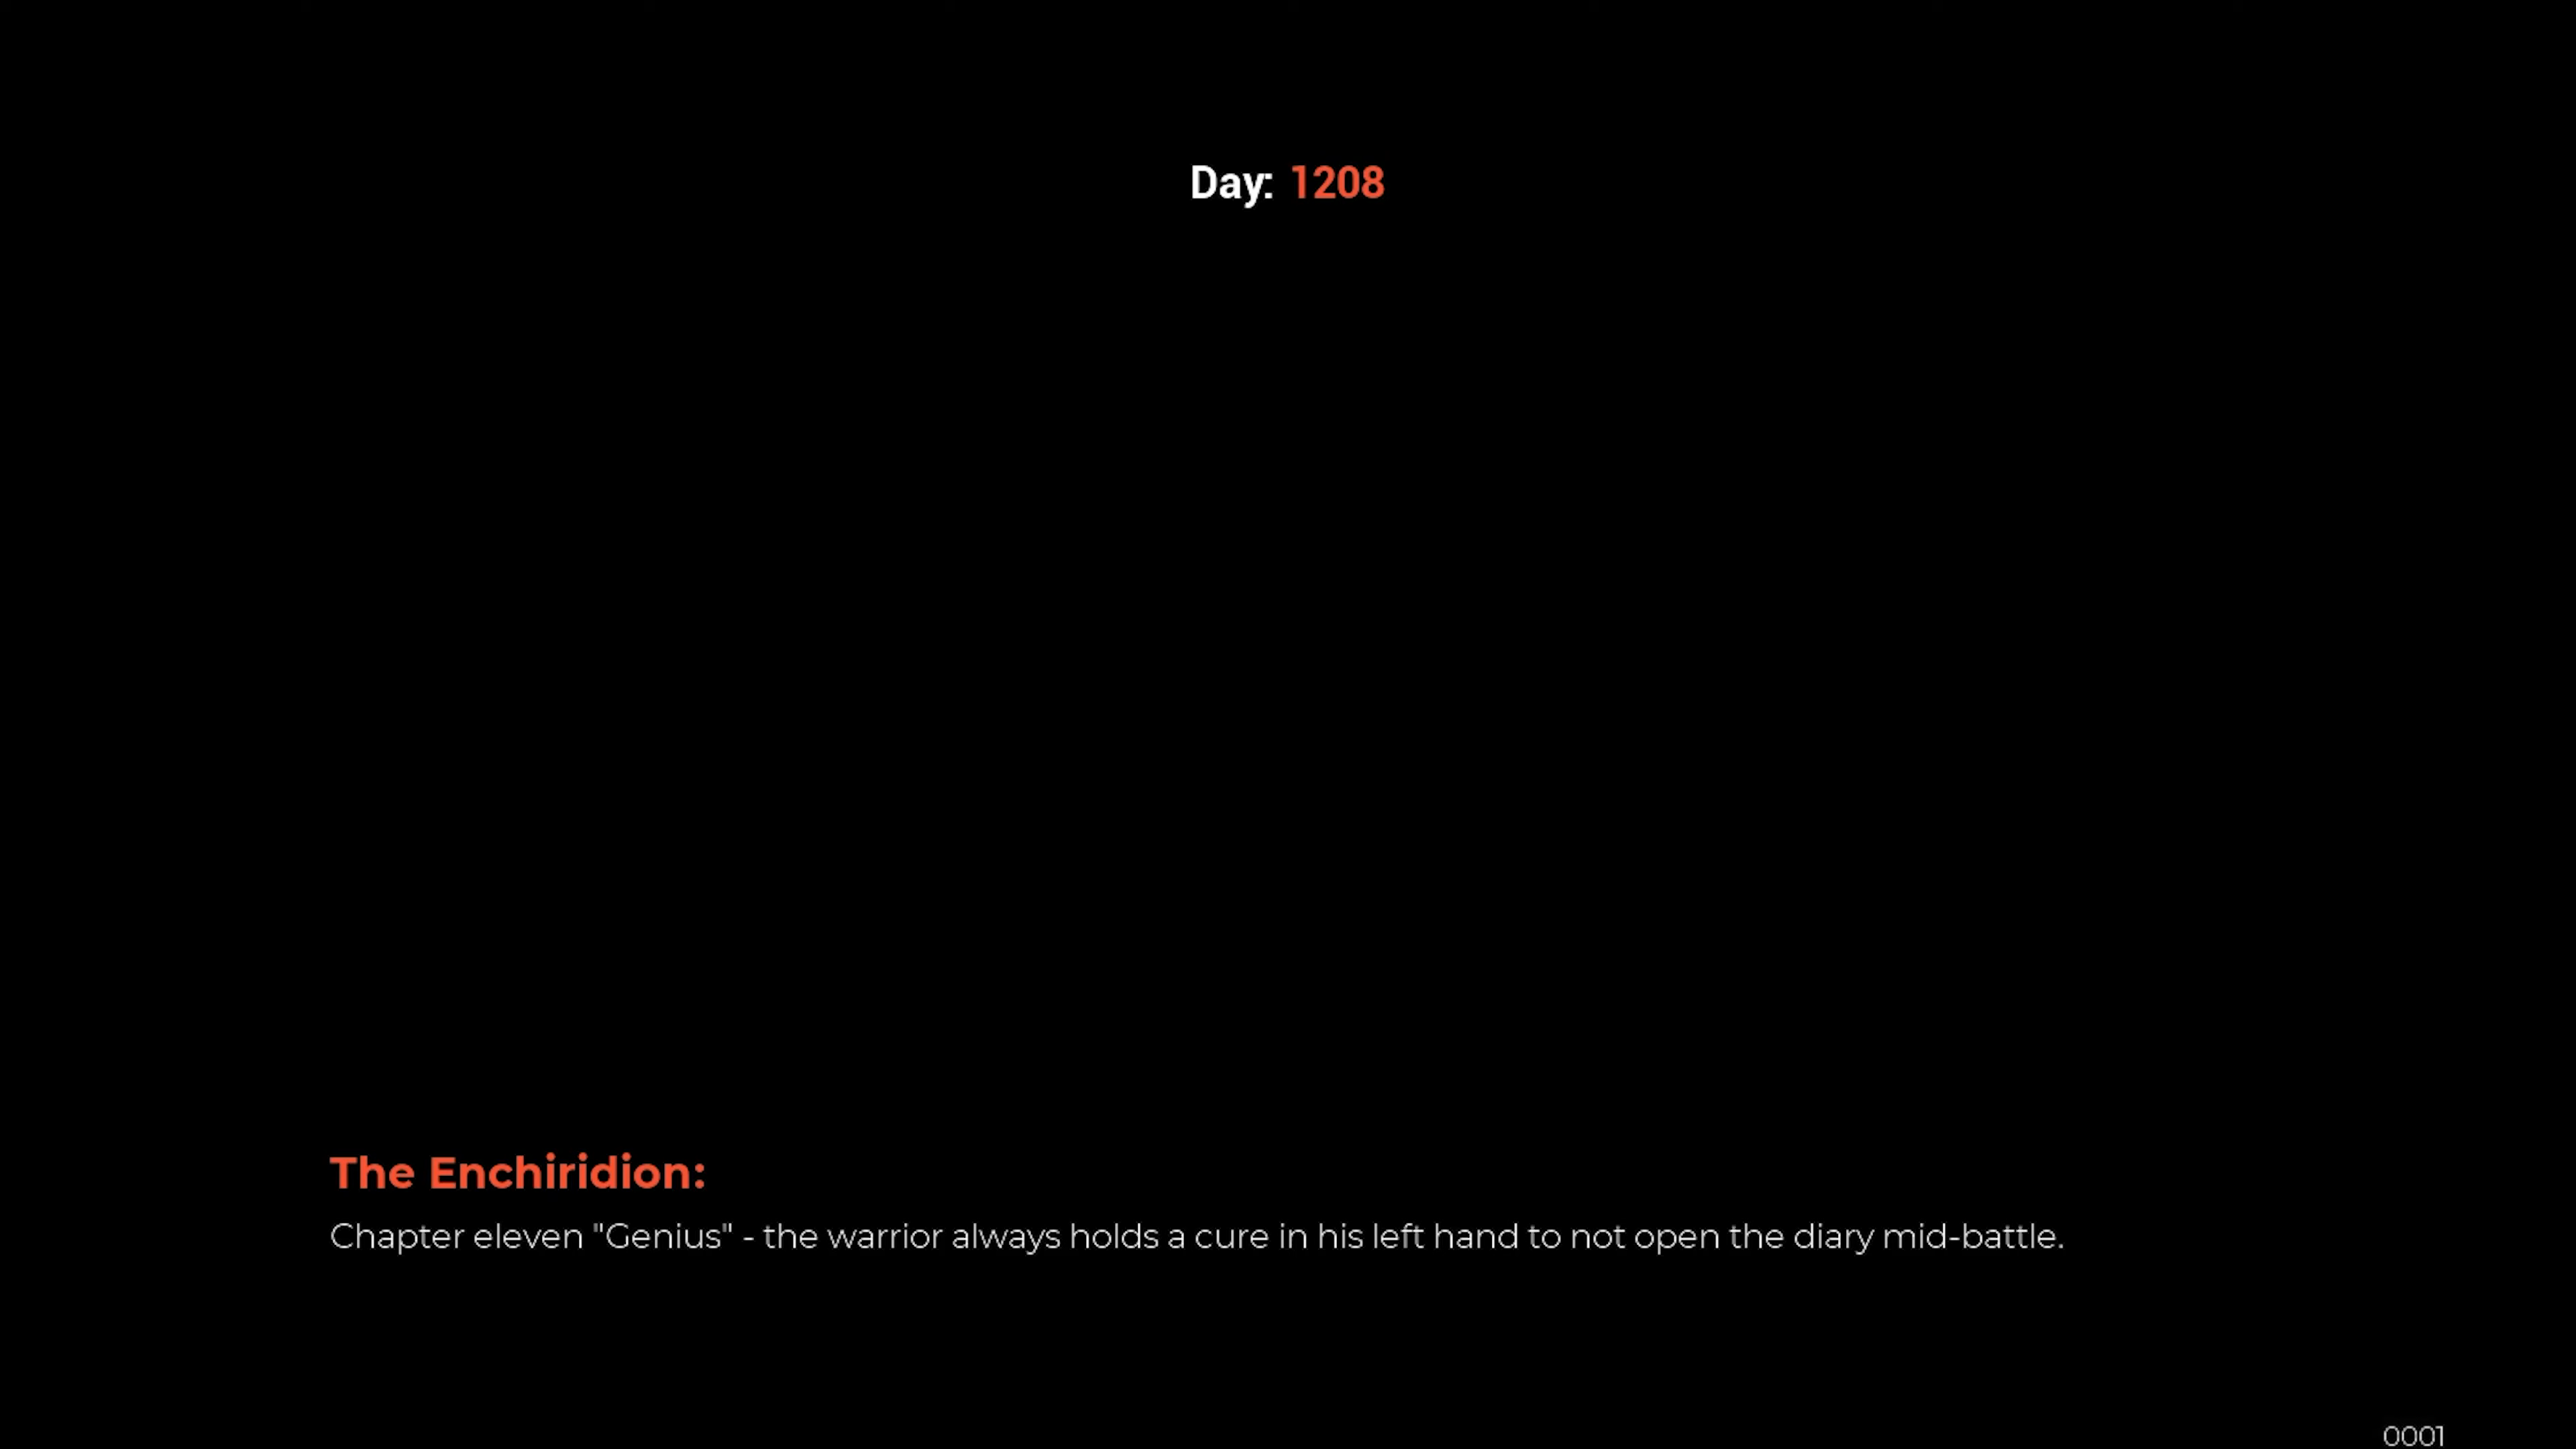 Day: 1208
The Enchiridion:
Chapter eleven "Genius" - the warrior always holds a cure in his left hand to not open the diary mid-battle.
0001